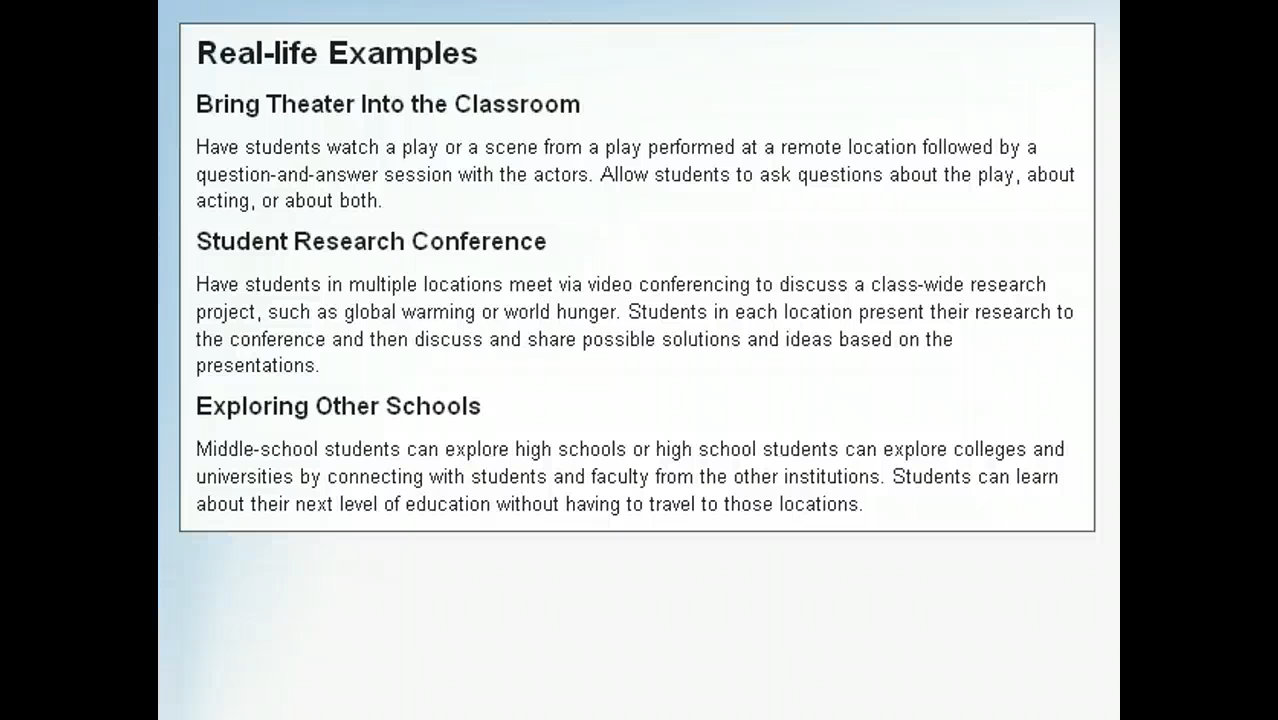 Real-life Examples
Bring Theater Into the Classroom
Have students watch a play or a scene from a play performed at a remote location followed by a
question-and-answer session with the actors. Allow students to ask questions about the play, about
acting, or about both.
Student Research Conference
Have students in multiple locations meet via video conferencing to discuss a class-wide research
project, such as global warming or world hunger. Students in each location present their research to
the conference and then discuss and share possible solutions and ideas based on the
presentations.
Exploring Other Schools
Middle-school students can explore high schools or high school students can explore colleges and
universities by connecting with students and faculty from the other institutions. Students can learn
about their next level of education without having to travel to those locations.